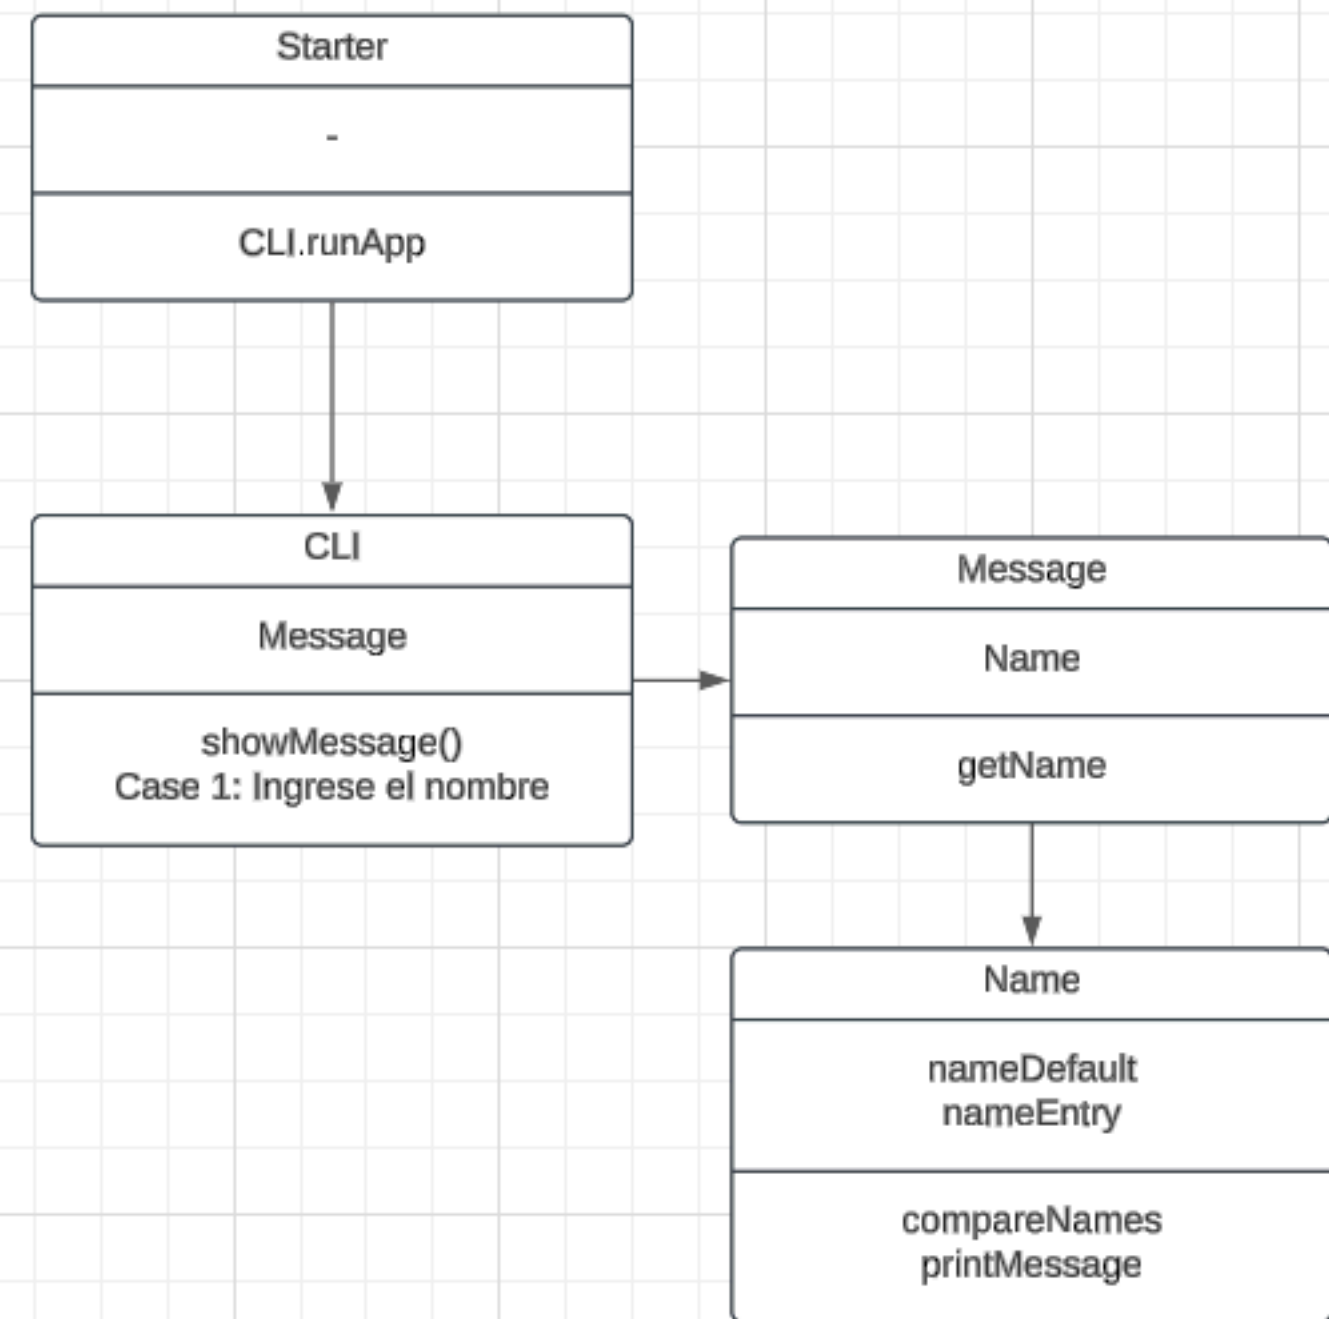 Starter
-
CLI.runApp
CLI
Message
showMessage()
Case 1: Ingrese el nombre
Message
Name
getName
Name
nameDefault
nameEntry
compareNames
printMessage